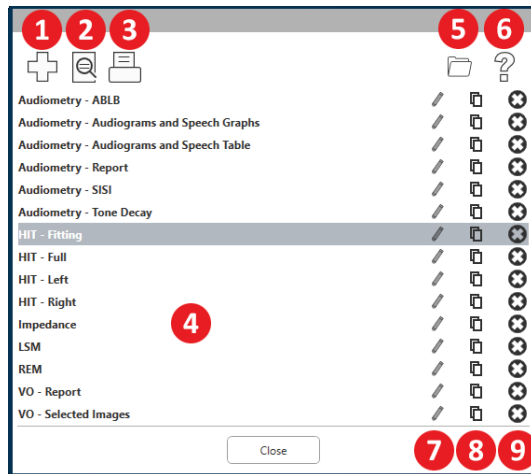 1 2 3 5 6
Audiometry - ABLB
Audiometry - Audiograms and Speech Graphs
Audiometry - Audiograms and Speech Table
Audiometry - Report
Audiometry - SISI
Audiometry - Tone Decay
HIT - Fitting
HIT - Full
HIT - Left
HIT - Right
Impedance
4
LSM
REM
VO - Report
VO - Selected Images
Close
7 8 9